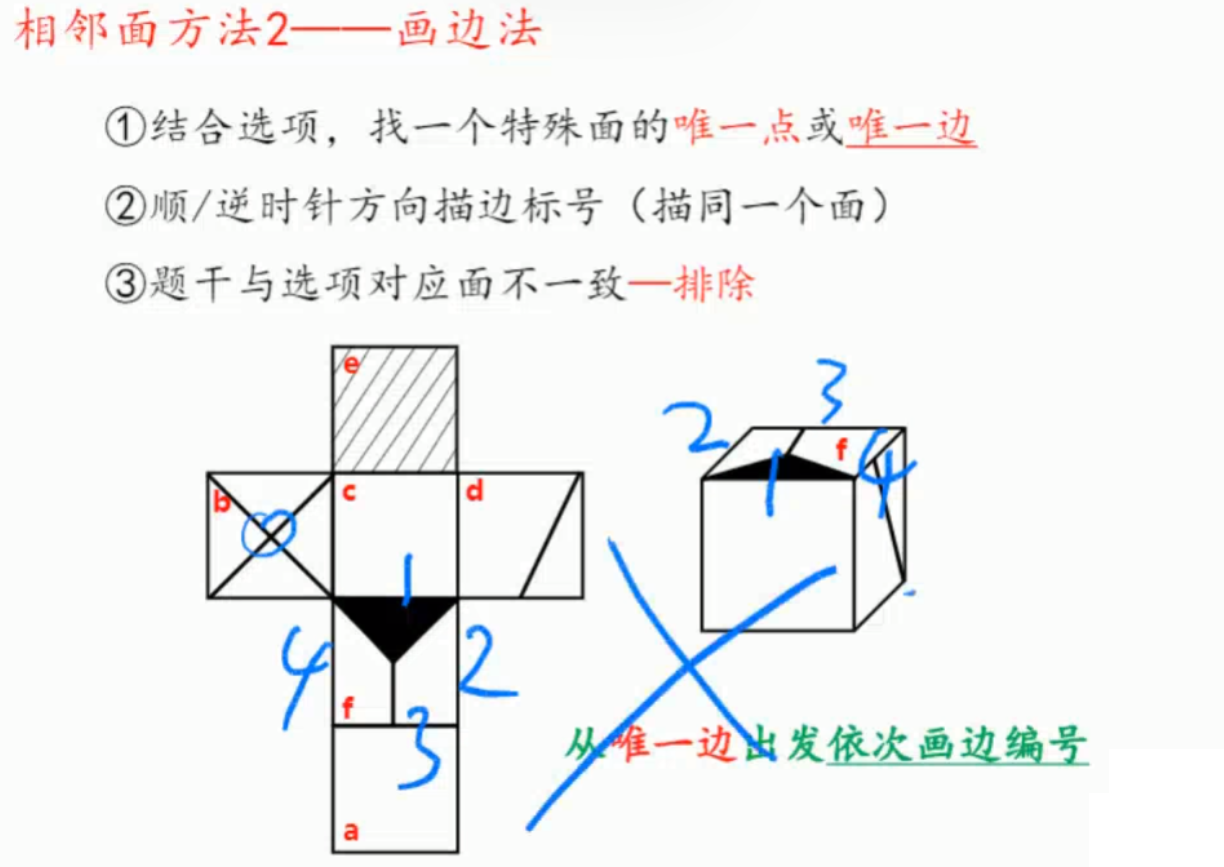 相邻面方法2——画边法
①结合选项，找一个特殊面的唯一点或唯一边
②顺/逆时针方向描边标号（描同一个面）
③题干与选项对应面不一致—排除
e
3
2
f
1
4
b
c
d
1
4
2
f
3
从唯一边出发依次画边编号
a